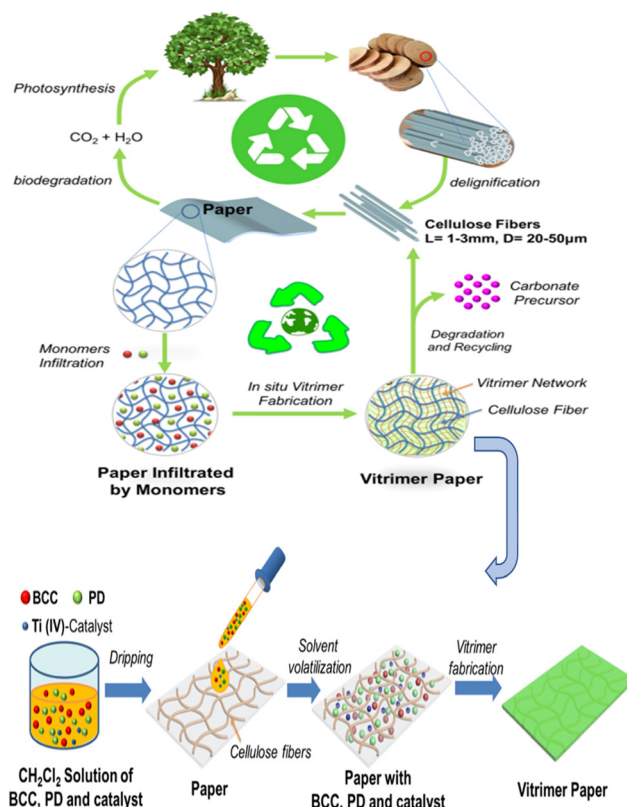 Photosynthesis
CO₂ + H₂O
biodegradation
delignification
Paper
Cellulose Fibers
L= 1-3mm, D= 20-50µm
Carbonate
Precursor
Degradation
and Recycling
Monomers
Infiltration
In situ Vitrimer
Fabrication
Vitrimer Network
Cellulose Fiber
Paper Infiltrated
by Monomers
Vitrimer Paper
BCC PD
Ti (IV)-Catalyst
Dripping
Solvent
volatilization
Vitrimer
fabrication
Cellulose fibers
CH₂Cl₂ Solution of
BCC, PD and catalyst
Paper
Paper with
BCC, PD and catalyst
Vitrimer Paper